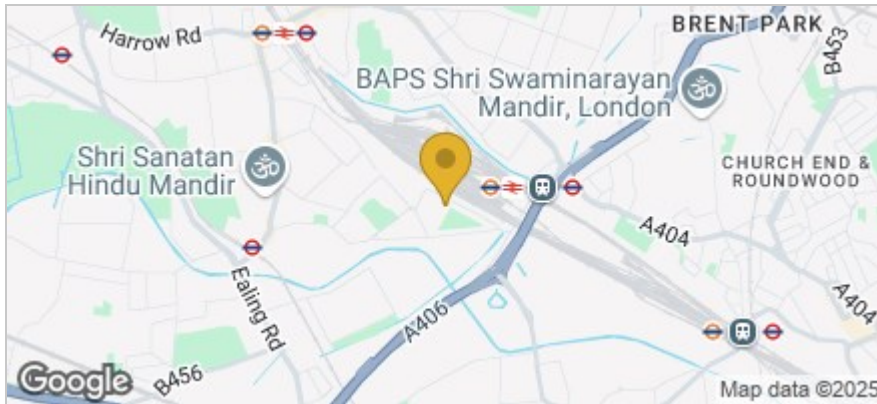 Harrow Rd
BRENT PARK
B453
BAPS Shri Swaminarayan
Mandir, London
Shri Sanatan
Hindu Mandir
CHURCH END &
ROUNDWOOD
A404
Ealing Rd
A406
A404
B456
Google
Map data ©2025